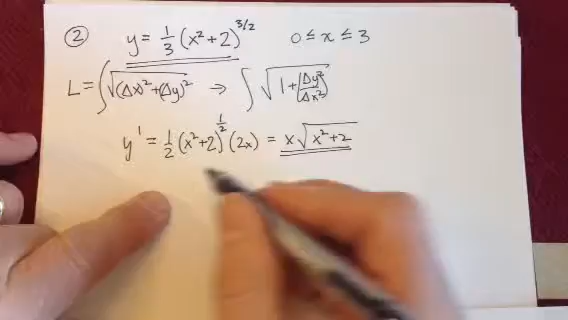 ② y = 1/3 (x² + 2)^3/2 0 ≤ x ≤ 3
L = ∫ √(Δx)² + (Δy)² → ∫ √1 + (Δy²/Δx²)
y' = 1/2 (x² + 2)^1/2 (2x) = x√x² + 2